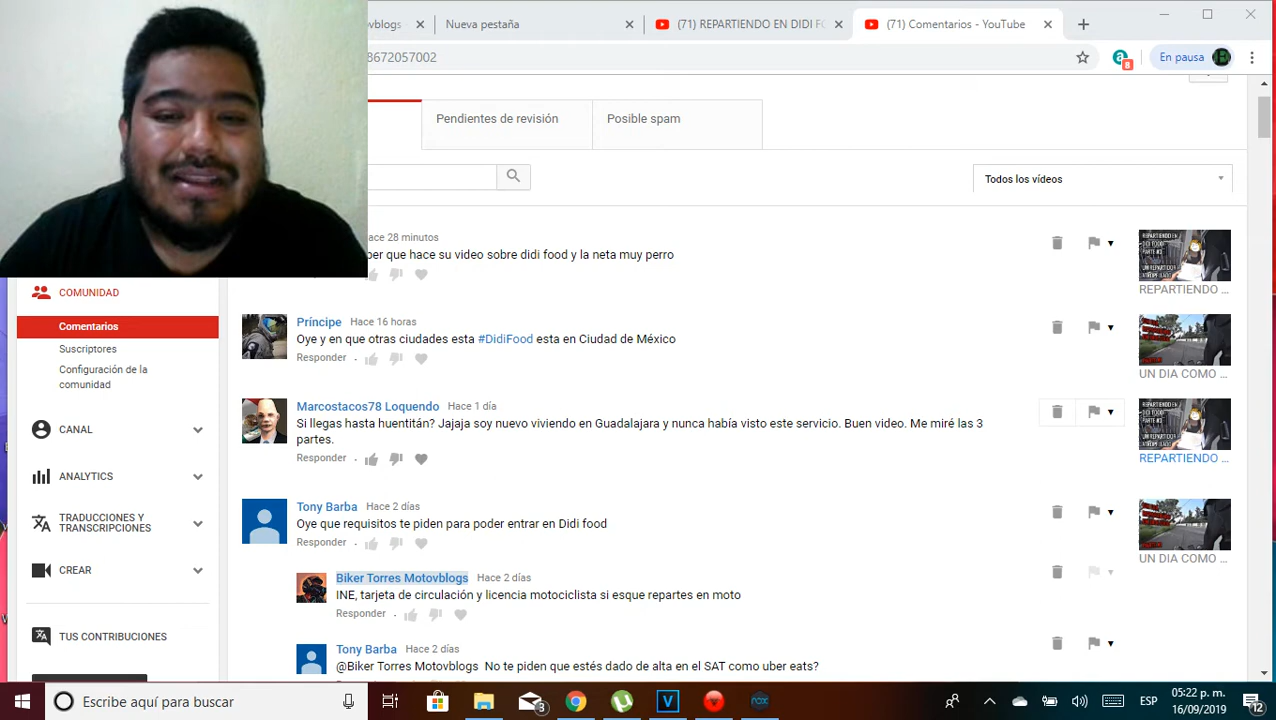 ovblogs
Nueva pestaña
(71) REPARTIENDO EN DIDI FO
(71) Comentarios - YouTube
8672057002
8
En pausa
Pendientes de revisión
Posible spam
Todos los vídeos
ace 28 minutos
ber que hace su video sobre didi food y la neta muy perro
REPARTIENDO ...
COMUNIDAD
Comentarios
Suscriptores
Configuración de la
comunidad
CANAL
ANALYTICS
TRADUCCIONES Y
TRANSCRIPCIONES
CREAR
TUS CONTRIBUCIONES
Príncipe Hace 16 horas
Oye y en que otras ciudades esta #DidiFood esta en Ciudad de México
Responder
UN DIA COMO ...
Marcostacos78 Loquendo Hace 1 día
Si llegas hasta huentitán? Jajaja soy nuevo viviendo en Guadalajara y nunca había visto este servicio. Buen video. Me miré las 3
partes.
Responder
REPARTIENDO ...
Tony Barba Hace 2 días
Oye que requisitos te piden para poder entrar en Didi food
Responder
UN DIA COMO ...
Biker Torres Motovblogs Hace 2 días
INE, tarjeta de circulación y licencia motociclista si esque repartes en moto
Responder
Tony Barba Hace 2 días
@Biker Torres Motovblogs No te piden que estés dado de alta en el SAT como uber eats?
Escribe aquí para buscar
3
ESP
05:22 p. m.
16/09/2019
12